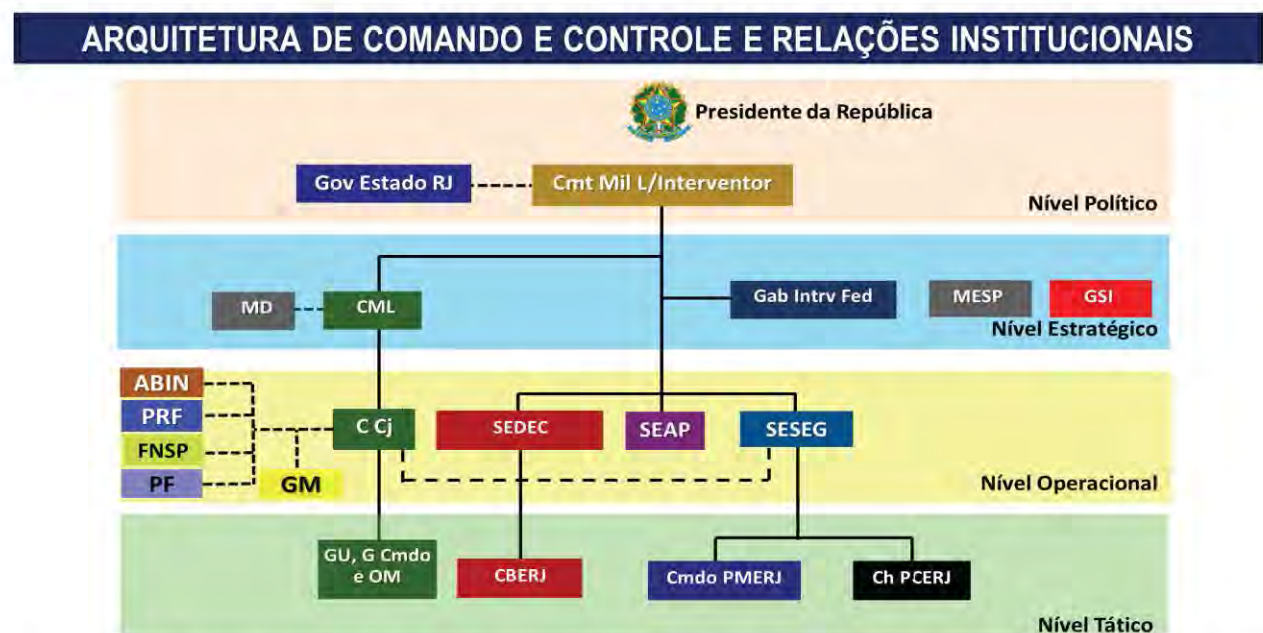 ARQUITETURA DE COMANDO E CONTROLE E RELAÇÕES INSTITUCIONAIS
Presidente da República
Gov Estado RJ
Cmt Mil L/Interventor
Nível Político
MD
CML
Gab Intrv Fed
MESP
GSI
Nível Estratégico
ABIN
PRF
FNSP
PF
GM
C Cj
SEDEC
SEAP
SESEG
Nível Operacional
GU, G Cmdo
e OM
CBERJ
Cmdo PMERJ
Ch PCERJ
Nível Tático